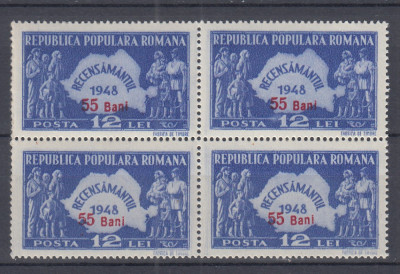 REPUBLICA POPULARA ROMANA REPUBLICA POPULARA ROMANA
RECENSĂMÂNTUL RECENSĂMÂNTUL
1948 1948
55 Bani 55 Bani
POSTA 12 LEI POSTA 12 LEI
REPUBLICA POPULARA ROMANA REPUBLICA POPULARA ROMANA
RECENSĂMÂNTUL RECENSĂMÂNTUL
1948 1948
55 Bani 55 Bani
POSTA 12 LEI POSTA 12 LEI